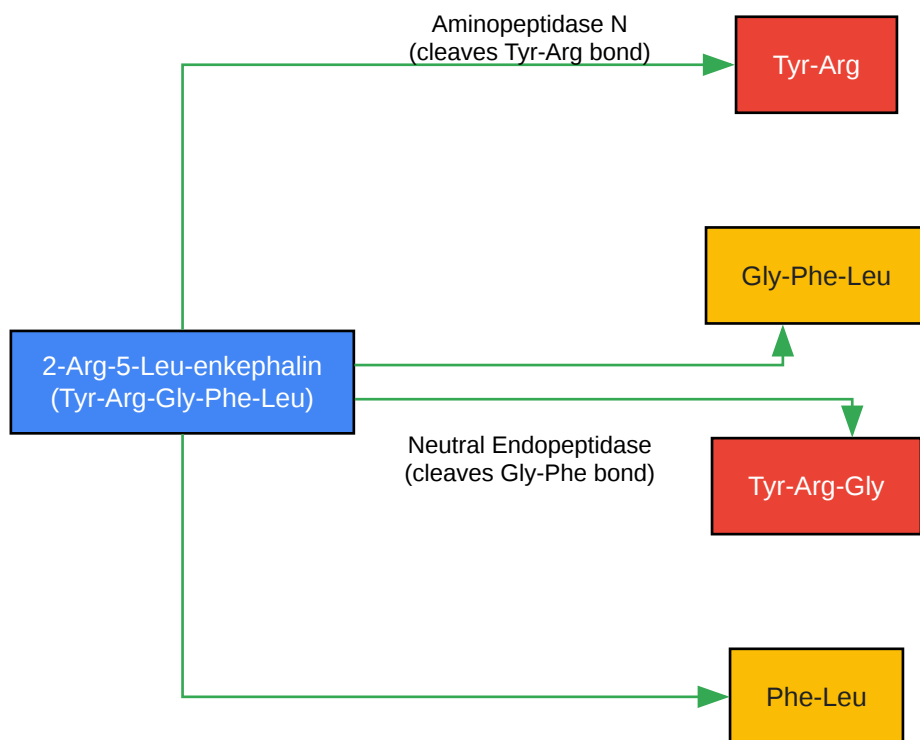 Aminopeptidase N
(cleaves Tyr-Arg bond)
Tyr-Arg
Gly-Phe-Leu
2-Arg-5-Leu-enkephalin
(Tyr-Arg-Gly-Phe-Leu)
Neutral Endopeptidase
(cleaves Gly-Phe bond)
Tyr-Arg-Gly
Phe-Leu